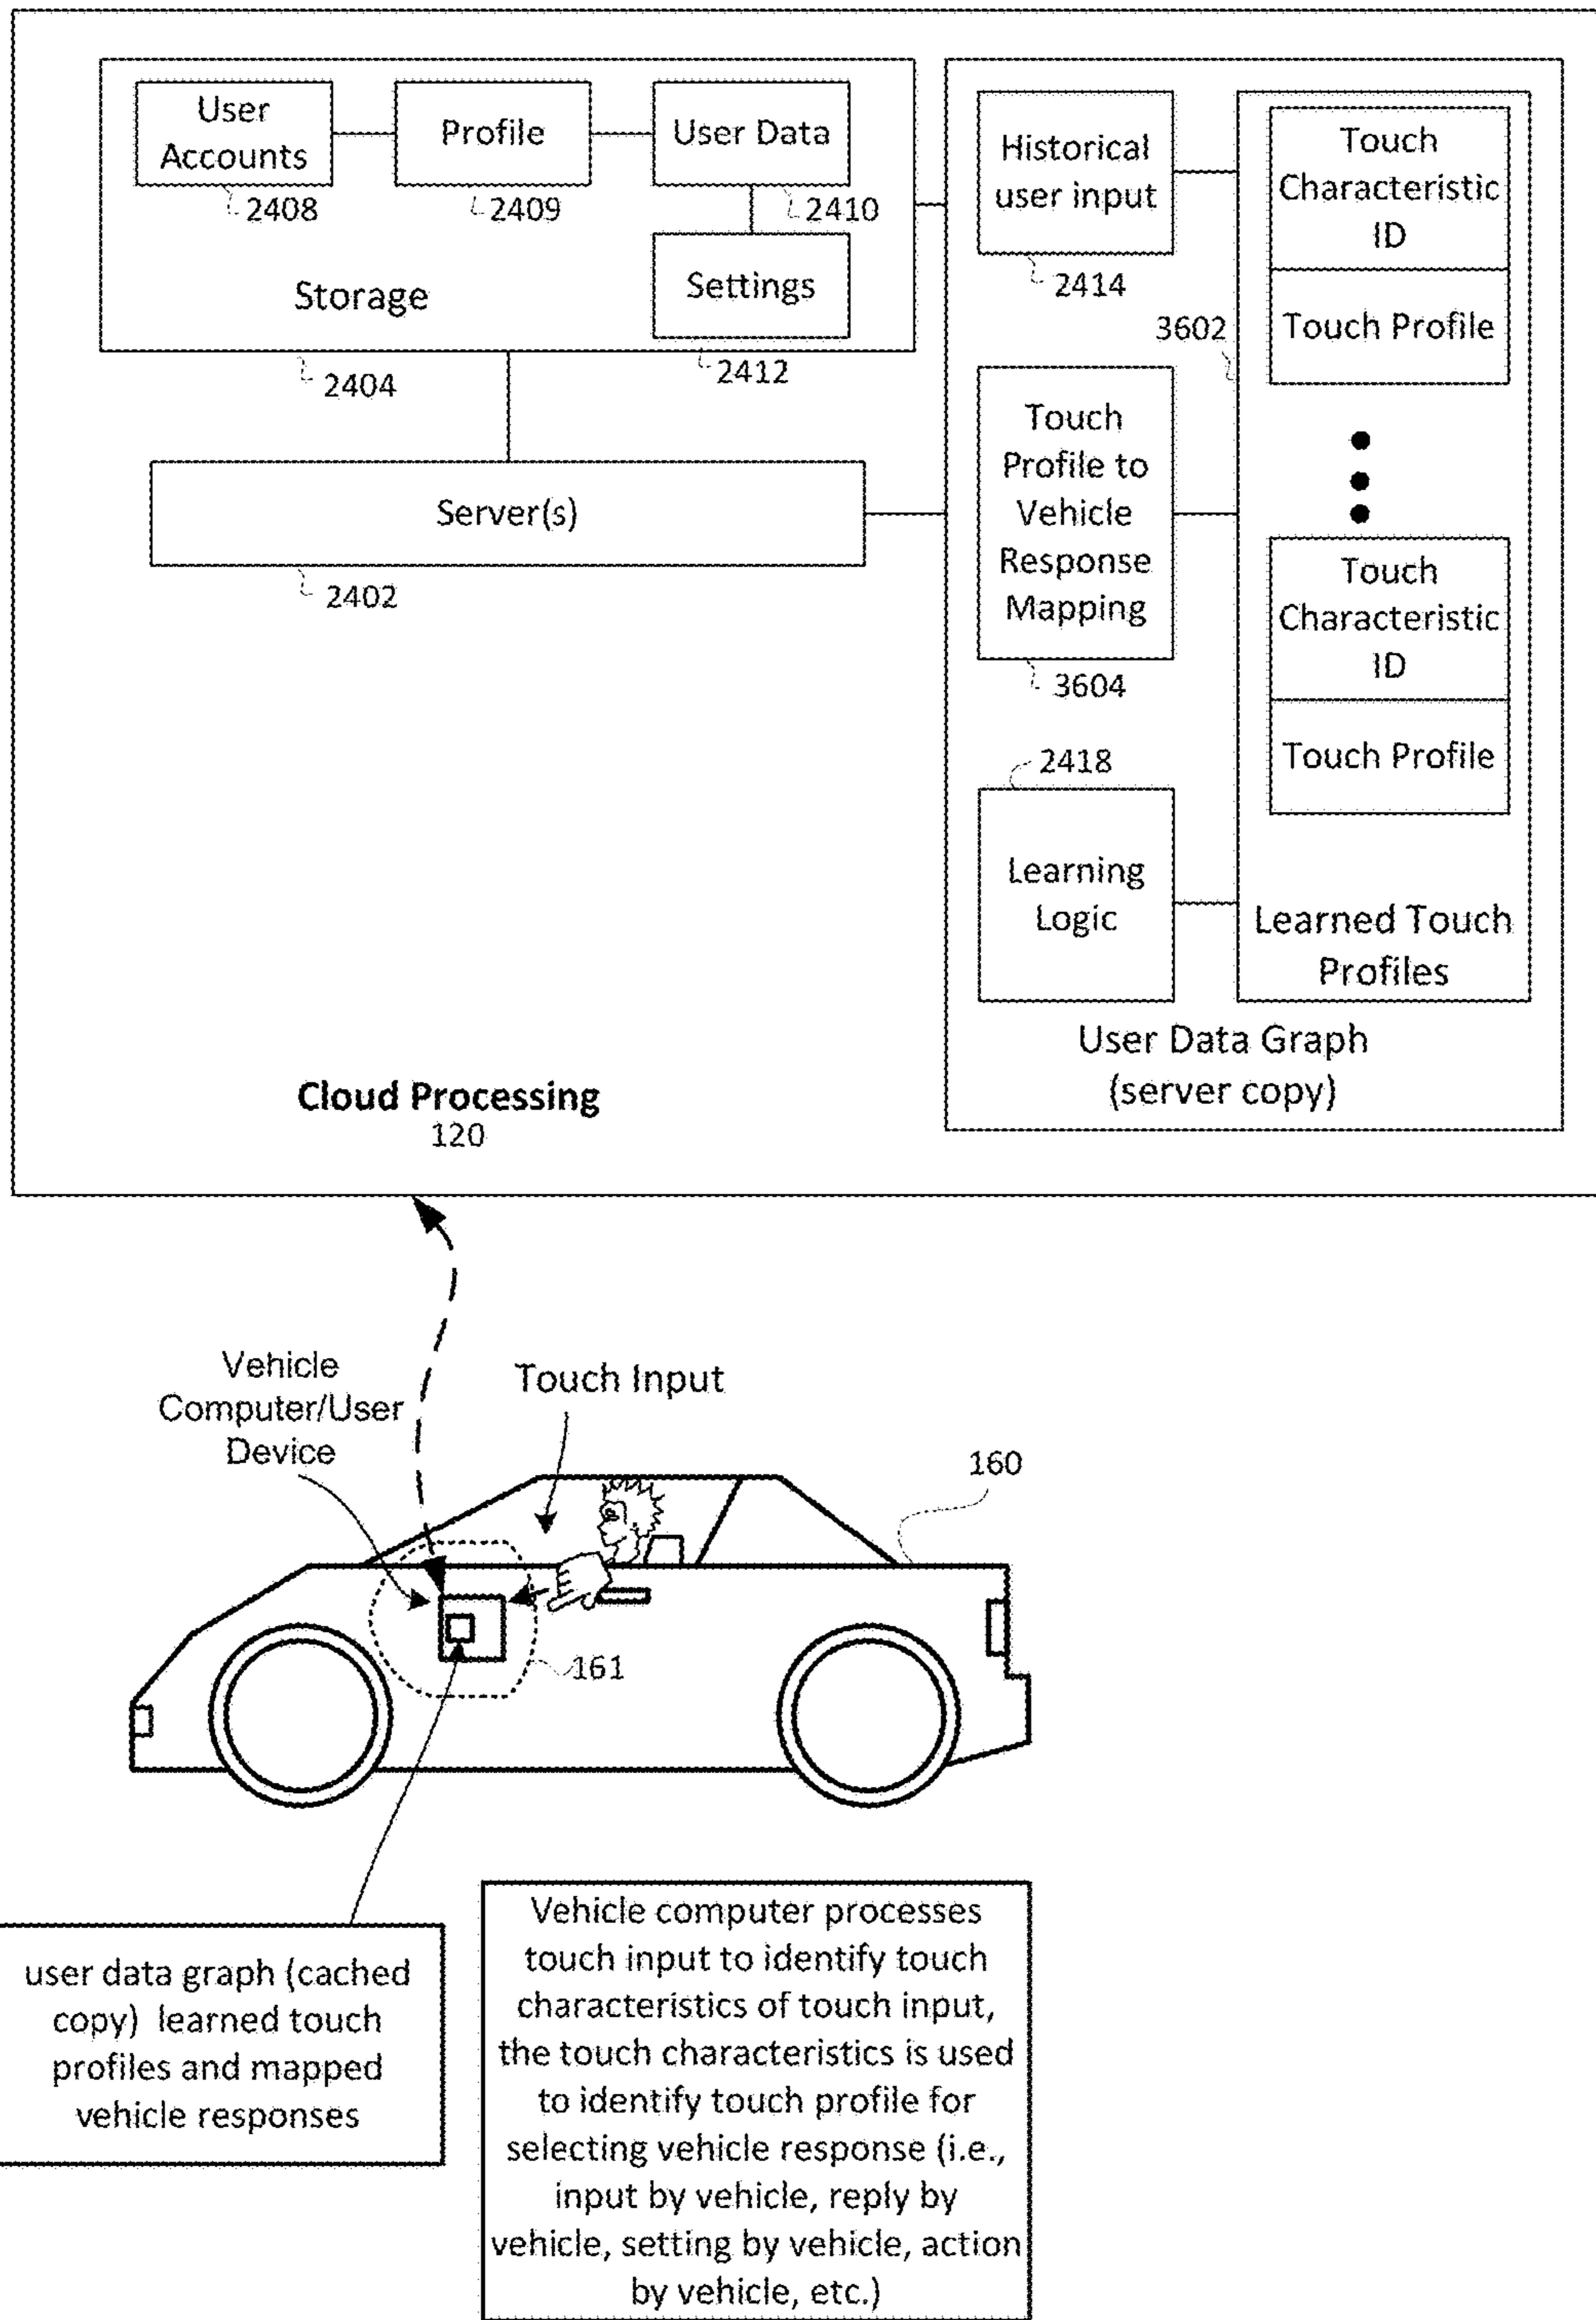 User
Accounts
2408
Profile
2409
User Data
2410
Settings
2412
Storage
2404
Server(s)
2402
Historical
user input
2414
3602
Touch
Profile to
Vehicle
Response
Mapping
3604
2418
Learning
Logic
Touch
Characteristic
ID
Touch Profile
Touch
Characteristic
ID
Touch Profile
Learned Touch
Profiles
User Data Graph
(server copy)
Cloud Processing
120
Vehicle
Computer/User
Device
Touch Input
160
161
user data graph (cached
copy) learned touch
profiles and mapped
vehicle responses
Vehicle computer processes
touch input to identify touch
characteristics of touch input,
the touch characteristics is used
to identify touch profile for
selecting vehicle response (i.e.,
input by vehicle, reply by
vehicle, setting by vehicle, action
by vehicle, etc.)